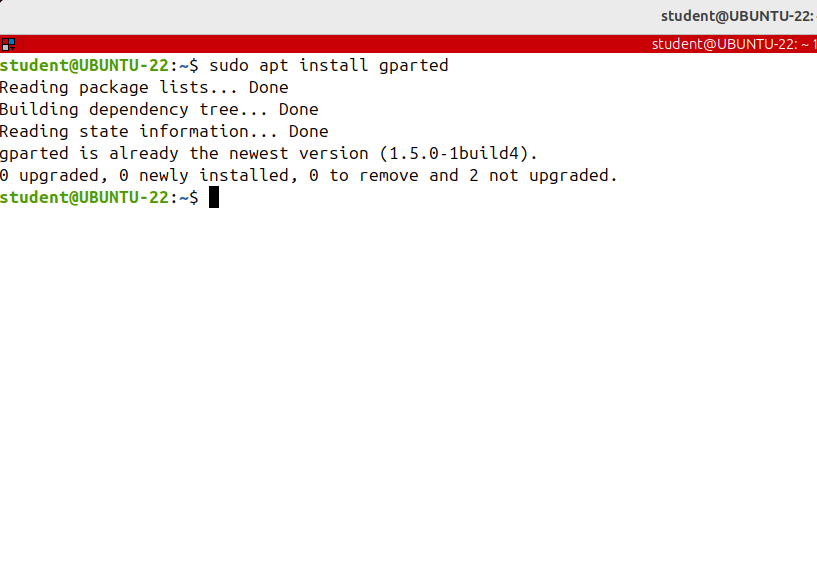 student@UBUNTU-22:
student@UBUNTU-22: ~ 1
student@UBUNTU-22:~$ sudo apt install gparted
Reading package lists... Done
Building dependency tree... Done
Reading state information... Done
gparted is already the newest version (1.5.0-1build4).
0 upgraded, 0 newly installed, 0 to remove and 2 not upgraded.
student@UBUNTU-22:~$